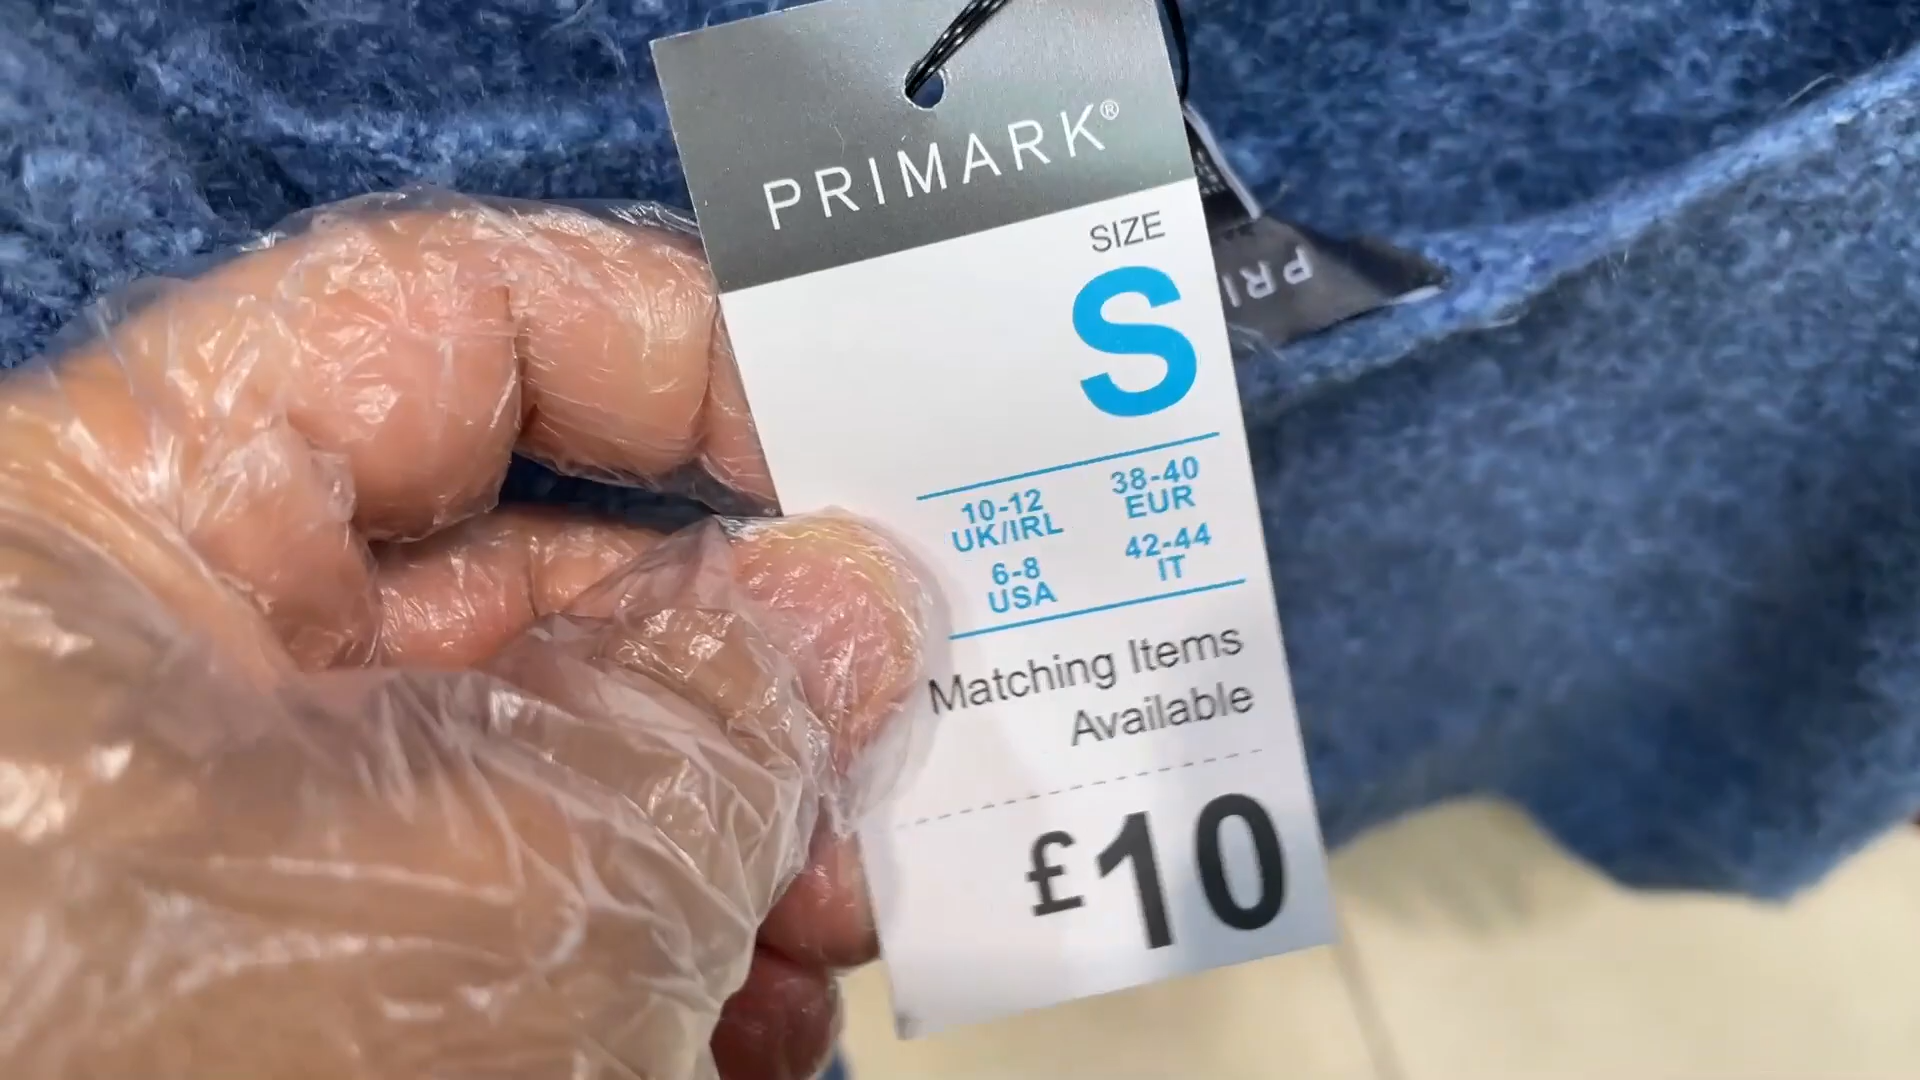 PRIMARK®
SIZE
S
10-12
UK/IRL
38-40
EUR
6-8
USA
42-44
IT
Matching Items
Available
£10
PRI